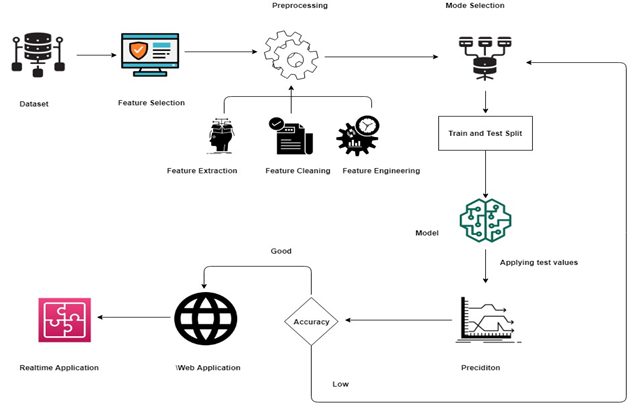 Preprocessing
Mode Selection
Dataset
Feature Selection
Train and Test Split
Feature Extraction
Feature Cleaning
Feature Engineering
Model
Good
Applying test values
Accuracy
Realtime Application
\Web Application
Preciditon
Low